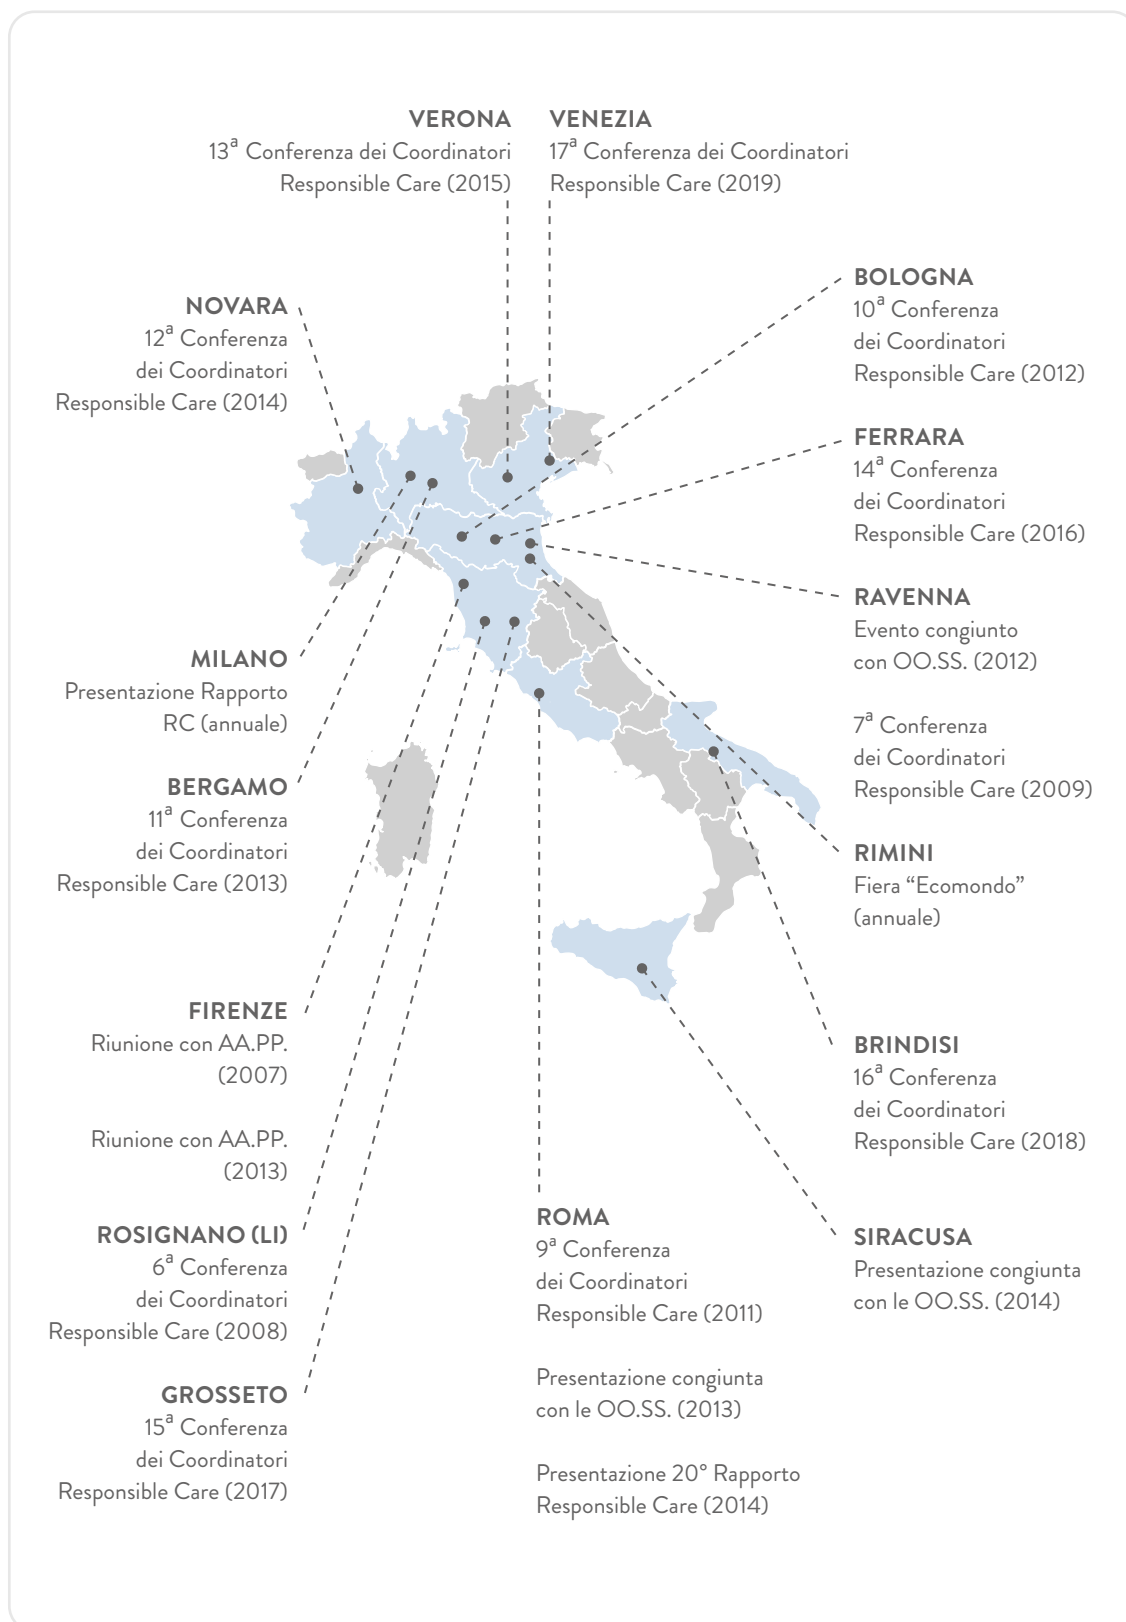 VERONA
13ª Conferenza dei Coordinatori
Responsible Care (2015)
VENEZIA
17ª Conferenza dei Coordinatori
Responsible Care (2019)
NOVARA
12ª Conferenza
dei Coordinatori
Responsible Care (2014)
BOLOGNA
10ª Conferenza
dei Coordinatori
Responsible Care (2012)
FERRARA
14ª Conferenza
dei Coordinatori
Responsible Care (2016)
RAVENNA
Evento congiunto
con OO.SS. (2012)
7ª Conferenza
dei Coordinatori
Responsible Care (2009)
MILANO
Presentazione Rapporto
RC (annuale)
BERGAMO
11ª Conferenza
dei Coordinatori
Responsible Care (2013)
RIMINI
Fiera “Ecomondo”
(annuale)
FIRENZE
Riunione con AA.PP.
(2007)
Riunione con AA.PP.
(2013)
BRINDISI
16ª Conferenza
dei Coordinatori
Responsible Care (2018)
ROSIGNANO (LI)
6ª Conferenza
dei Coordinatori
Responsible Care (2008)
GROSSETO
15ª Conferenza
dei Coordinatori
Responsible Care (2017)
ROMA
9ª Conferenza
dei Coordinatori
Responsible Care (2011)
Presentazione congiunta
con le OO.SS. (2013)
Presentazione 20° Rapporto
Responsible Care (2014)
SIRACUSA
Presentazione congiunta
con le OO.SS. (2014)